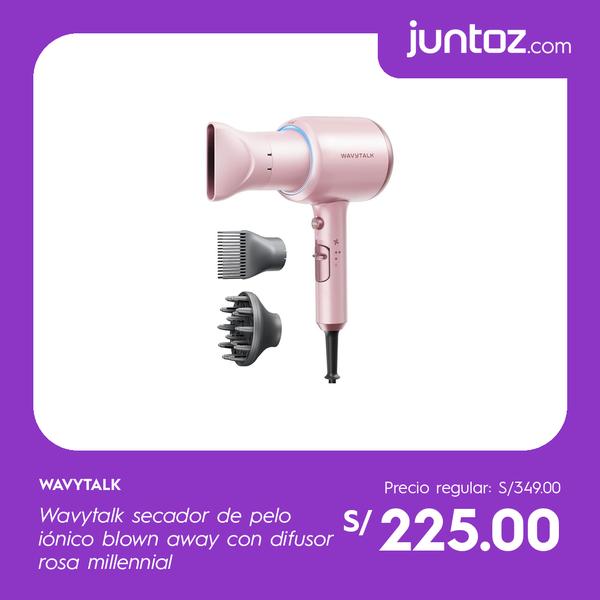 juntoz.com
WAVYTALK
WAVYTALK
Wavytalk secador de pelo
iónico blown away con difusor
rosa millennial
Precio regular: S/349.00
S/ 225.00